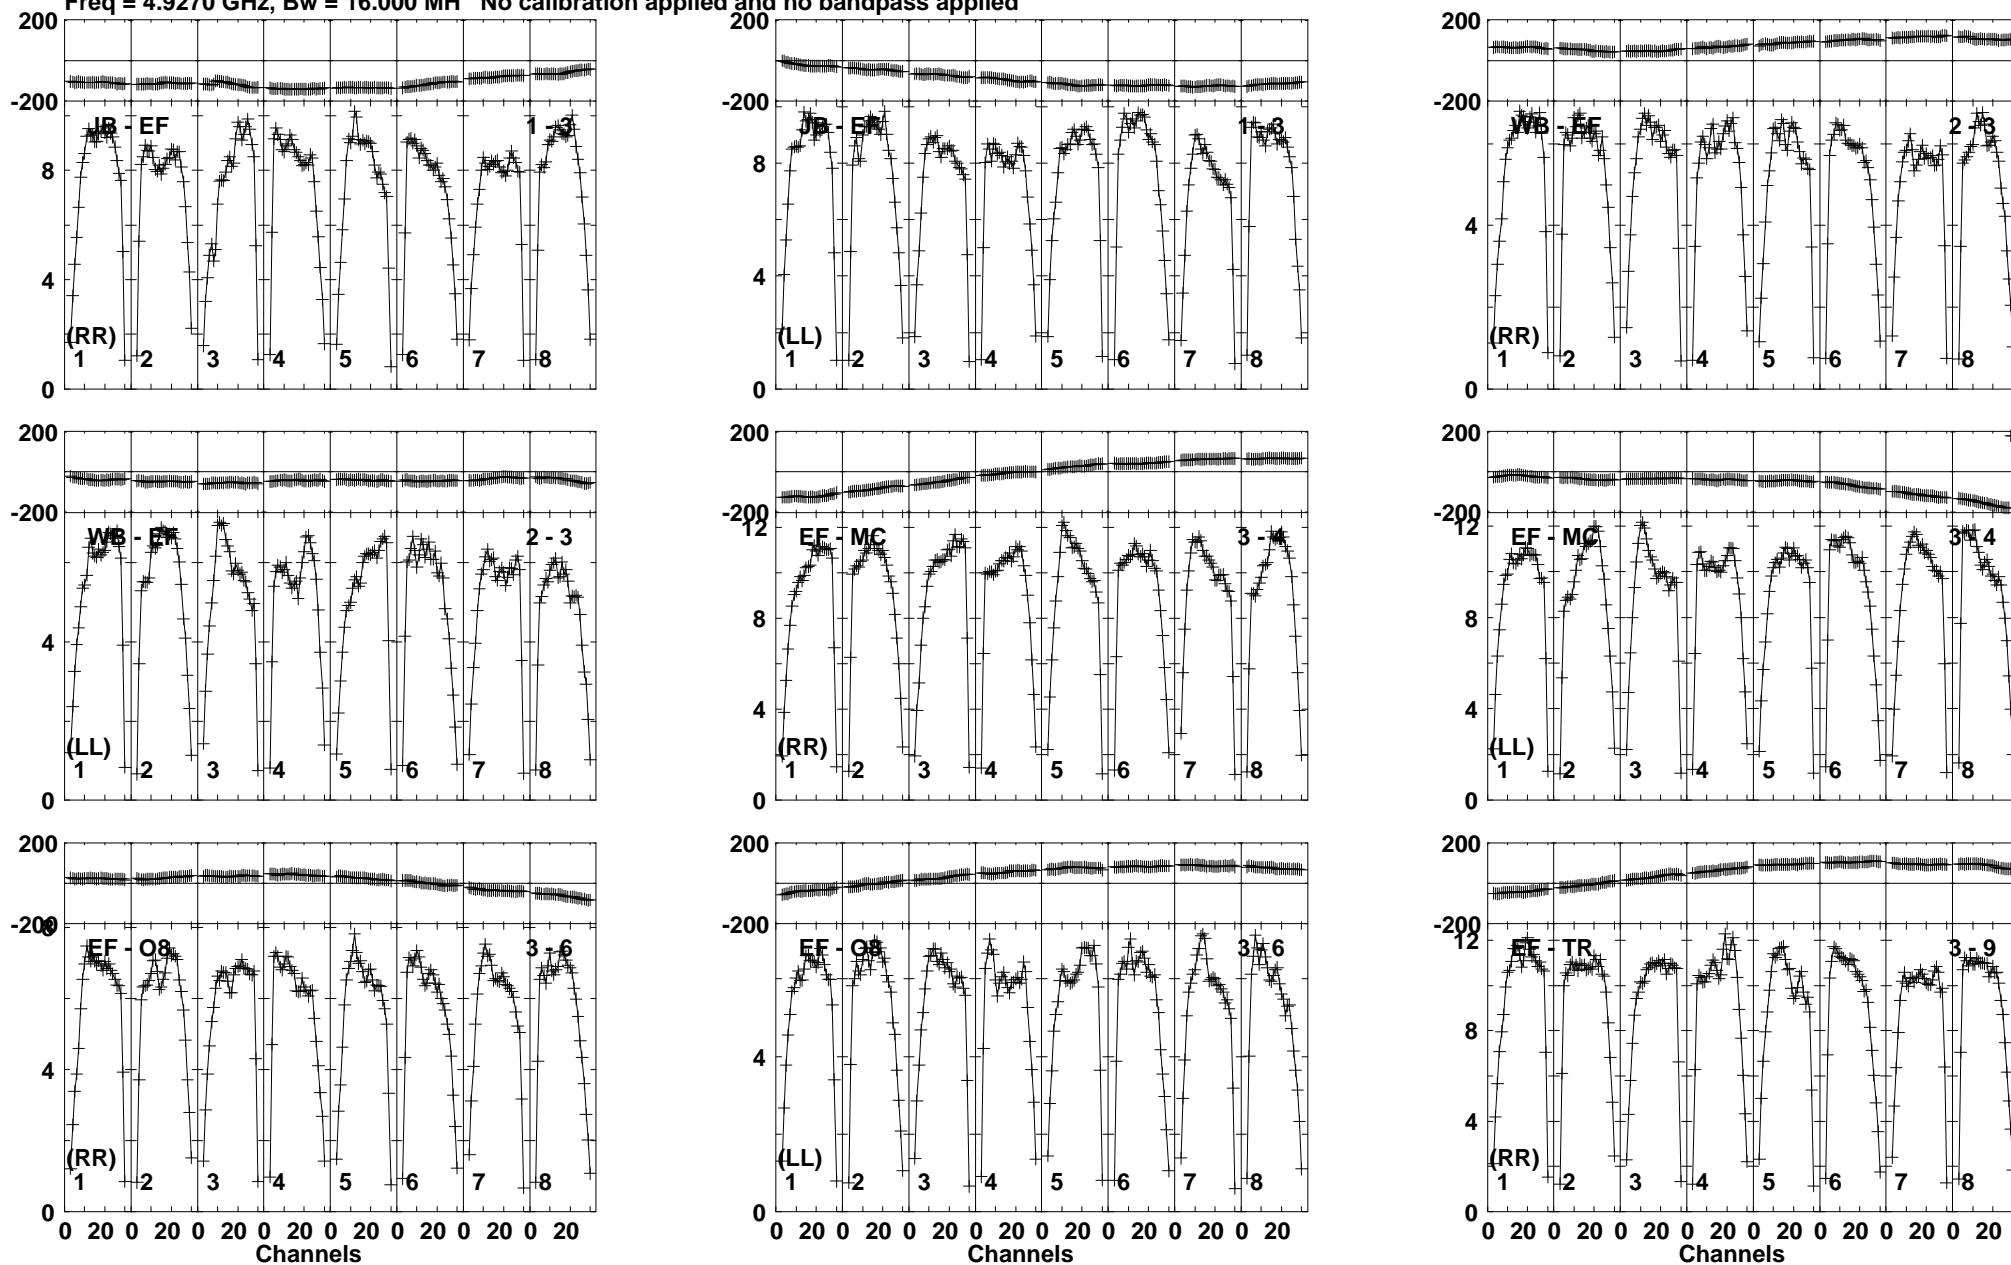 Freq = 4.9270 GHz, Bw = 16.000 MH No calibration applied and no bandpass applied
200 200 200
-200 -200 -200
JB - EF 1 - 3 JB - EF 1 - 3 WB - EF 2 - 3
8 8
4 4 4
(RR) (LL) (RR)
1 2 3 4 5 6 7 8 1 2 3 4 5 6 7 8 1 2 3 4 5 6 7 8
0 0 0
200 200 200
-200 -200 -200
WB - EF 2 - 3 12 EF - MC 3 - 4 12 EF - MC 3 - 4
8 8
4 4 4
(LL) (RR) (LL)
1 2 3 4 5 6 7 8 1 2 3 4 5 6 7 8 1 2 3 4 5 6 7 8
0 0 0
200 200 200
-200 -200 -200
8 EF - O8 3 - 6 EF - O8 3 - 6 12 EF - TR 3 - 9
8
4 4 4
(RR) (LL) (RR)
1 2 3 4 5 6 7 8 1 2 3 4 5 6 7 8 1 2 3 4 5 6 7 8
0 0 0
0 20 0 20 0 20 0 20 0 20 0 20 0 20 0 20 0 20 0 20 0 20 0 20 0 20 0 20 0 20 0 20 0 20 0 20 0 20 0 20 0 20 0 20 0 20 0 20
Channels Channels Channels